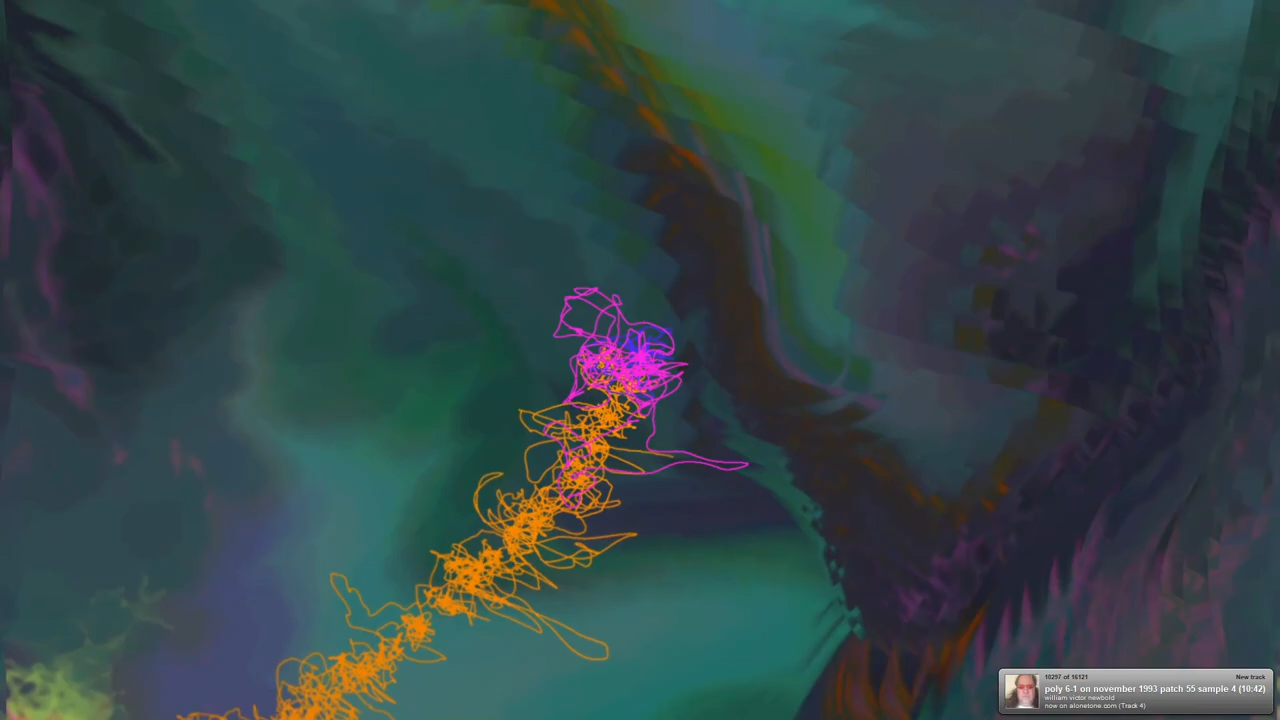 10297 of 16121 New track
poly 6-1 on november 1993 patch 55 sample 4 (10:42)
william victor newbold
now on alonetone.com (Track 4)